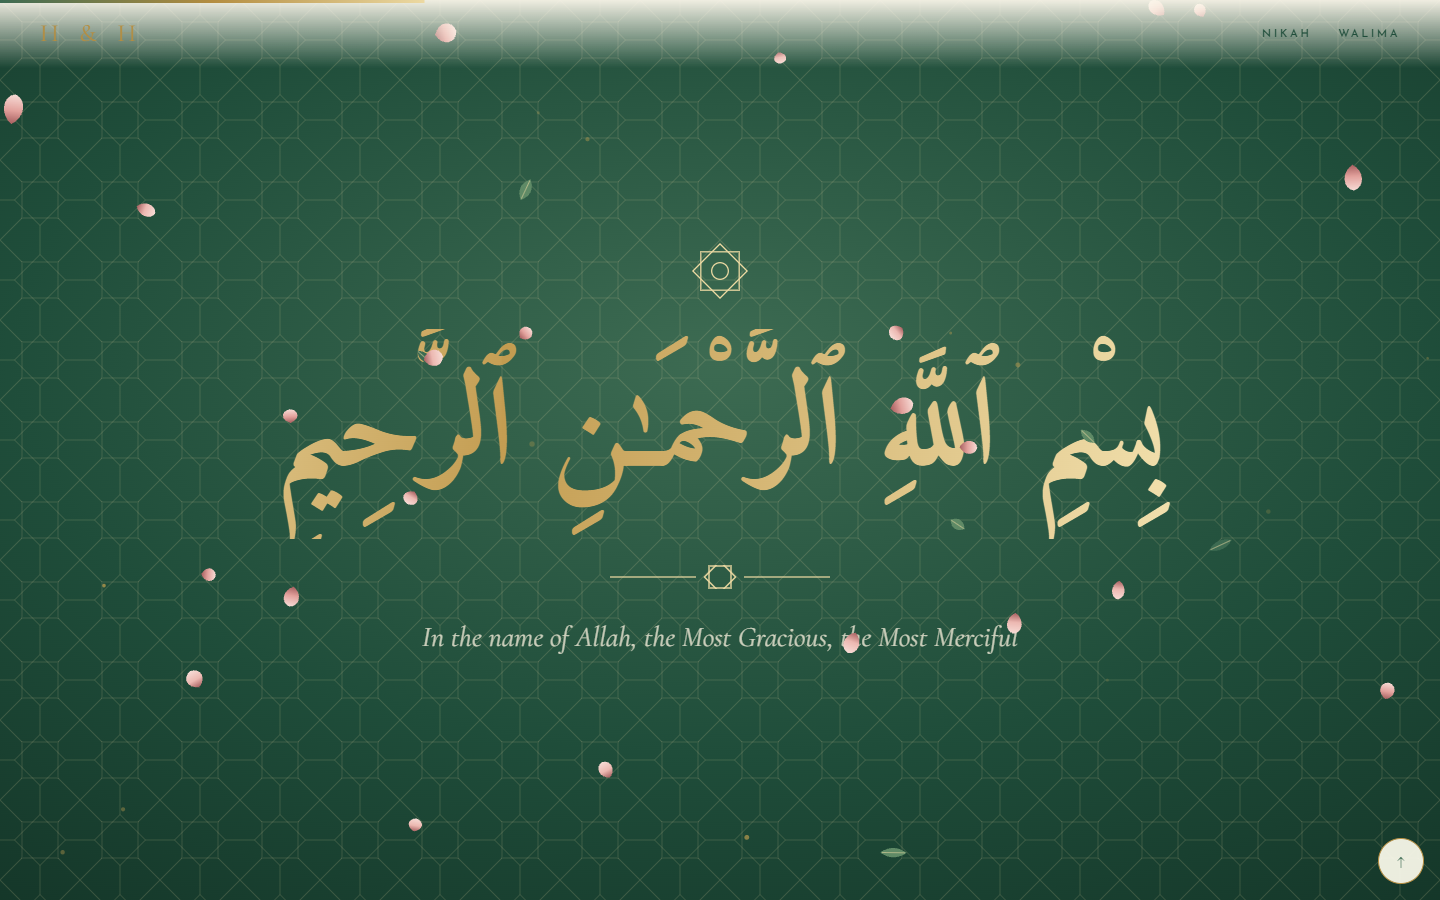 H & H
NIKAH WALIMA
بِسْمِ ٱللَّهِ ٱلرَّحْمَـٰنِ ٱلرَّحِيمِ
In the name of Allah, the Most Gracious, the Most Merciful
↑